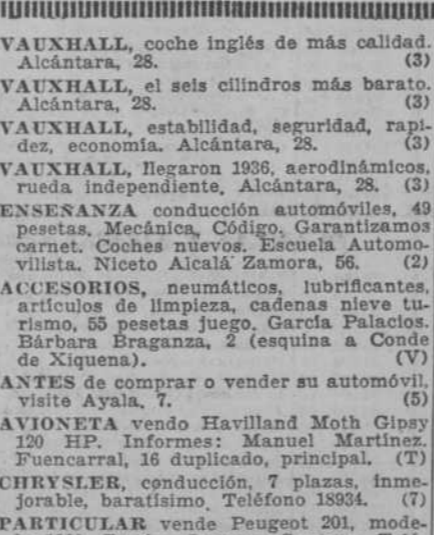 VAUXHALL, coche inglés de más calidad.
Alcántara, 28. (3)
VAUXHALL, el seis cilindros más barato.
Alcántara, 28. (3)
VAUXHALL, estabilidad, seguridad, rapi-
dez, economía. Alcántara, 28. (3)
VAUXHALL, llegaron 1936, aerodinámicos,
rueda independiente. Alcántara, 28. (3)
ENSEÑANZA conducción automóviles, 49
pesetas. Mecánica, Código. Garantizamos
carnet. Coches nuevos. Escuela Automo-
vilista. Niceto Alcalá Zamora, 56. (2)
ACCESORIOS, neumáticos, lubrificantes,
artículos de limpieza, cadenas nieve tu-
rismo, 55 pesetas juego. García Palacios.
Bárbara Braganza, 2 (esquina a Conde
de Xiquena). (V)
ANTES de comprar o vender su automóvil,
visite Ayala, 7. (5)
AVIONETA vendo Havilland Moth Gipsy
120 HP. Informes: Manuel Martínez.
Fuencarral, 16 duplicado, principal. (T)
CHRYSLER, conducción, 7 plazas, inme-
jorable, baratísimo. Teléfono 18934. (7)
PARTICULAR vende Peugeot 201, mode-